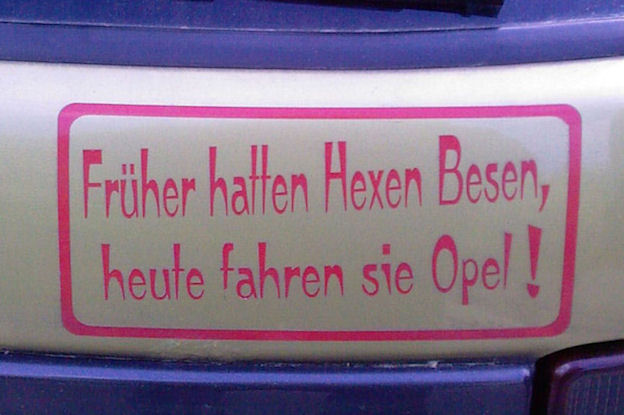 Früher hatten Hexen Besen,
heute fahren sie Opel!